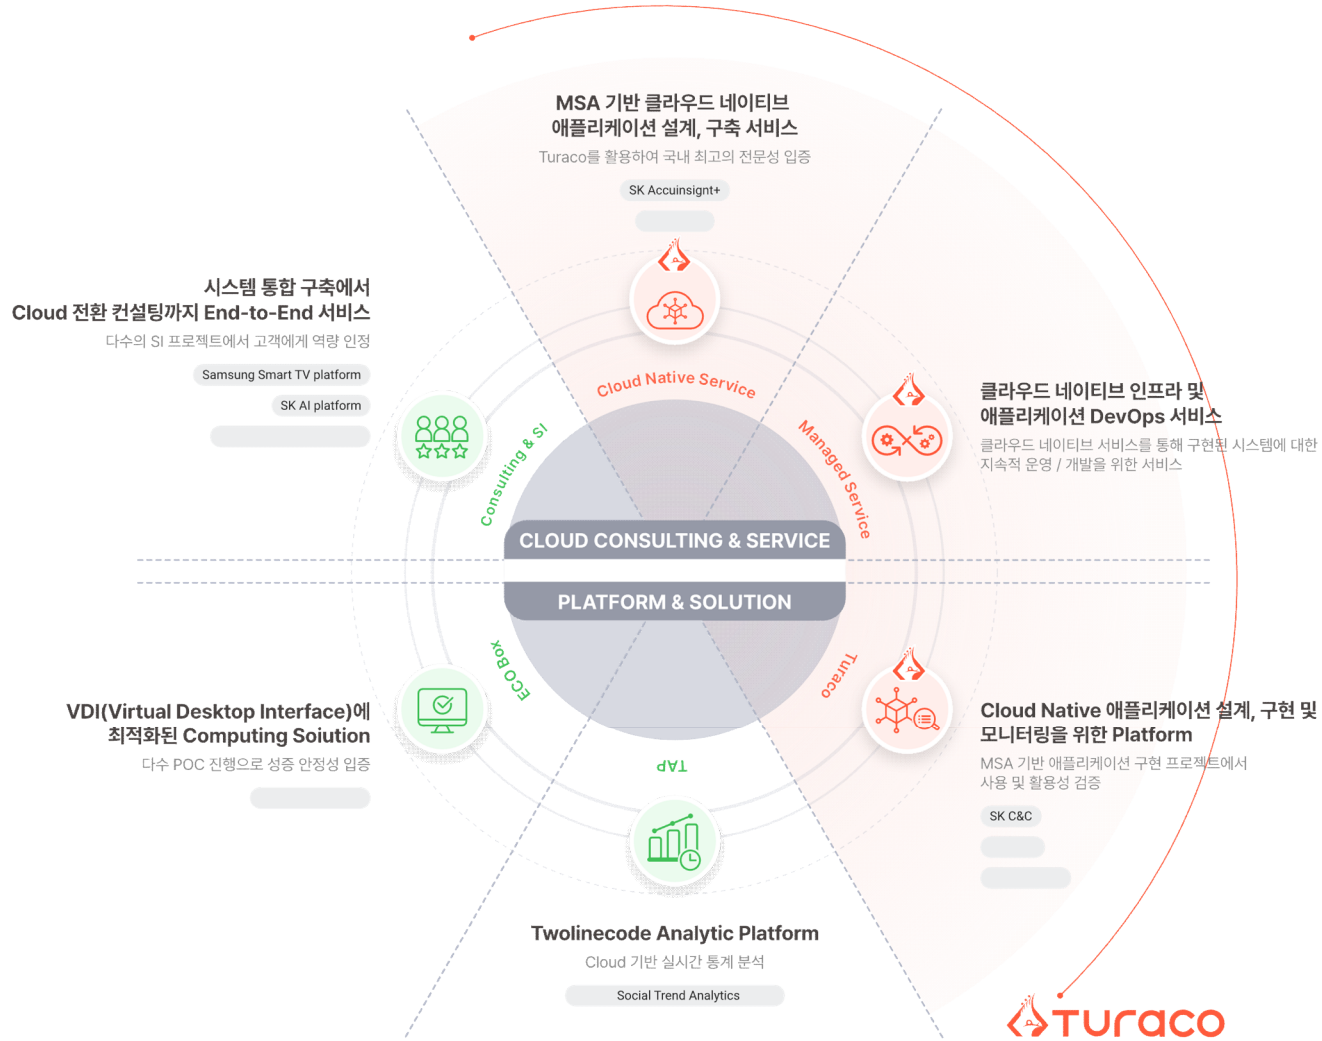 MSA 기반 클라우드 네이티브
애플리케이션 설계, 구축 서비스
Turaco를 활용하여 국내 최고의 전문성 입증
SK Accuinsignt+
Cloud Native Service
시스템 통합 구축에서
Cloud 전환 컨설팅까지 End-to-End 서비스
다수의 SI 프로젝트에서 고객에게 역량 인정
Samsung Smart TV platform
SK AI platform
Consulting & SI
Managed Service
클라우드 네이티브 인프라 및
애플리케이션 DevOps 서비스
클라우드 네이티브 서비스를 통해 구현된 시스템에 대한
지속적 운영 / 개발을 위한 서비스
CLOUD CONSULTING & SERVICE
PLATFORM & SOLUTION
ECO Box
VDI(Virtual Desktop Interface)에
최적화된 Computing Soiution
다수 POC 진행으로 성증 안정성 입증
Turaco
Cloud Native 애플리케이션 설계, 구현 및
모니터링을 위한 Platform
MSA 기반 애플리케이션 구현 프로젝트에서
사용 및 활용성 검증
SK C&C
TAP
Twolinecode Analytic Platform
Cloud 기반 실시간 통계 분석
Social Trend Analytics
Turaco